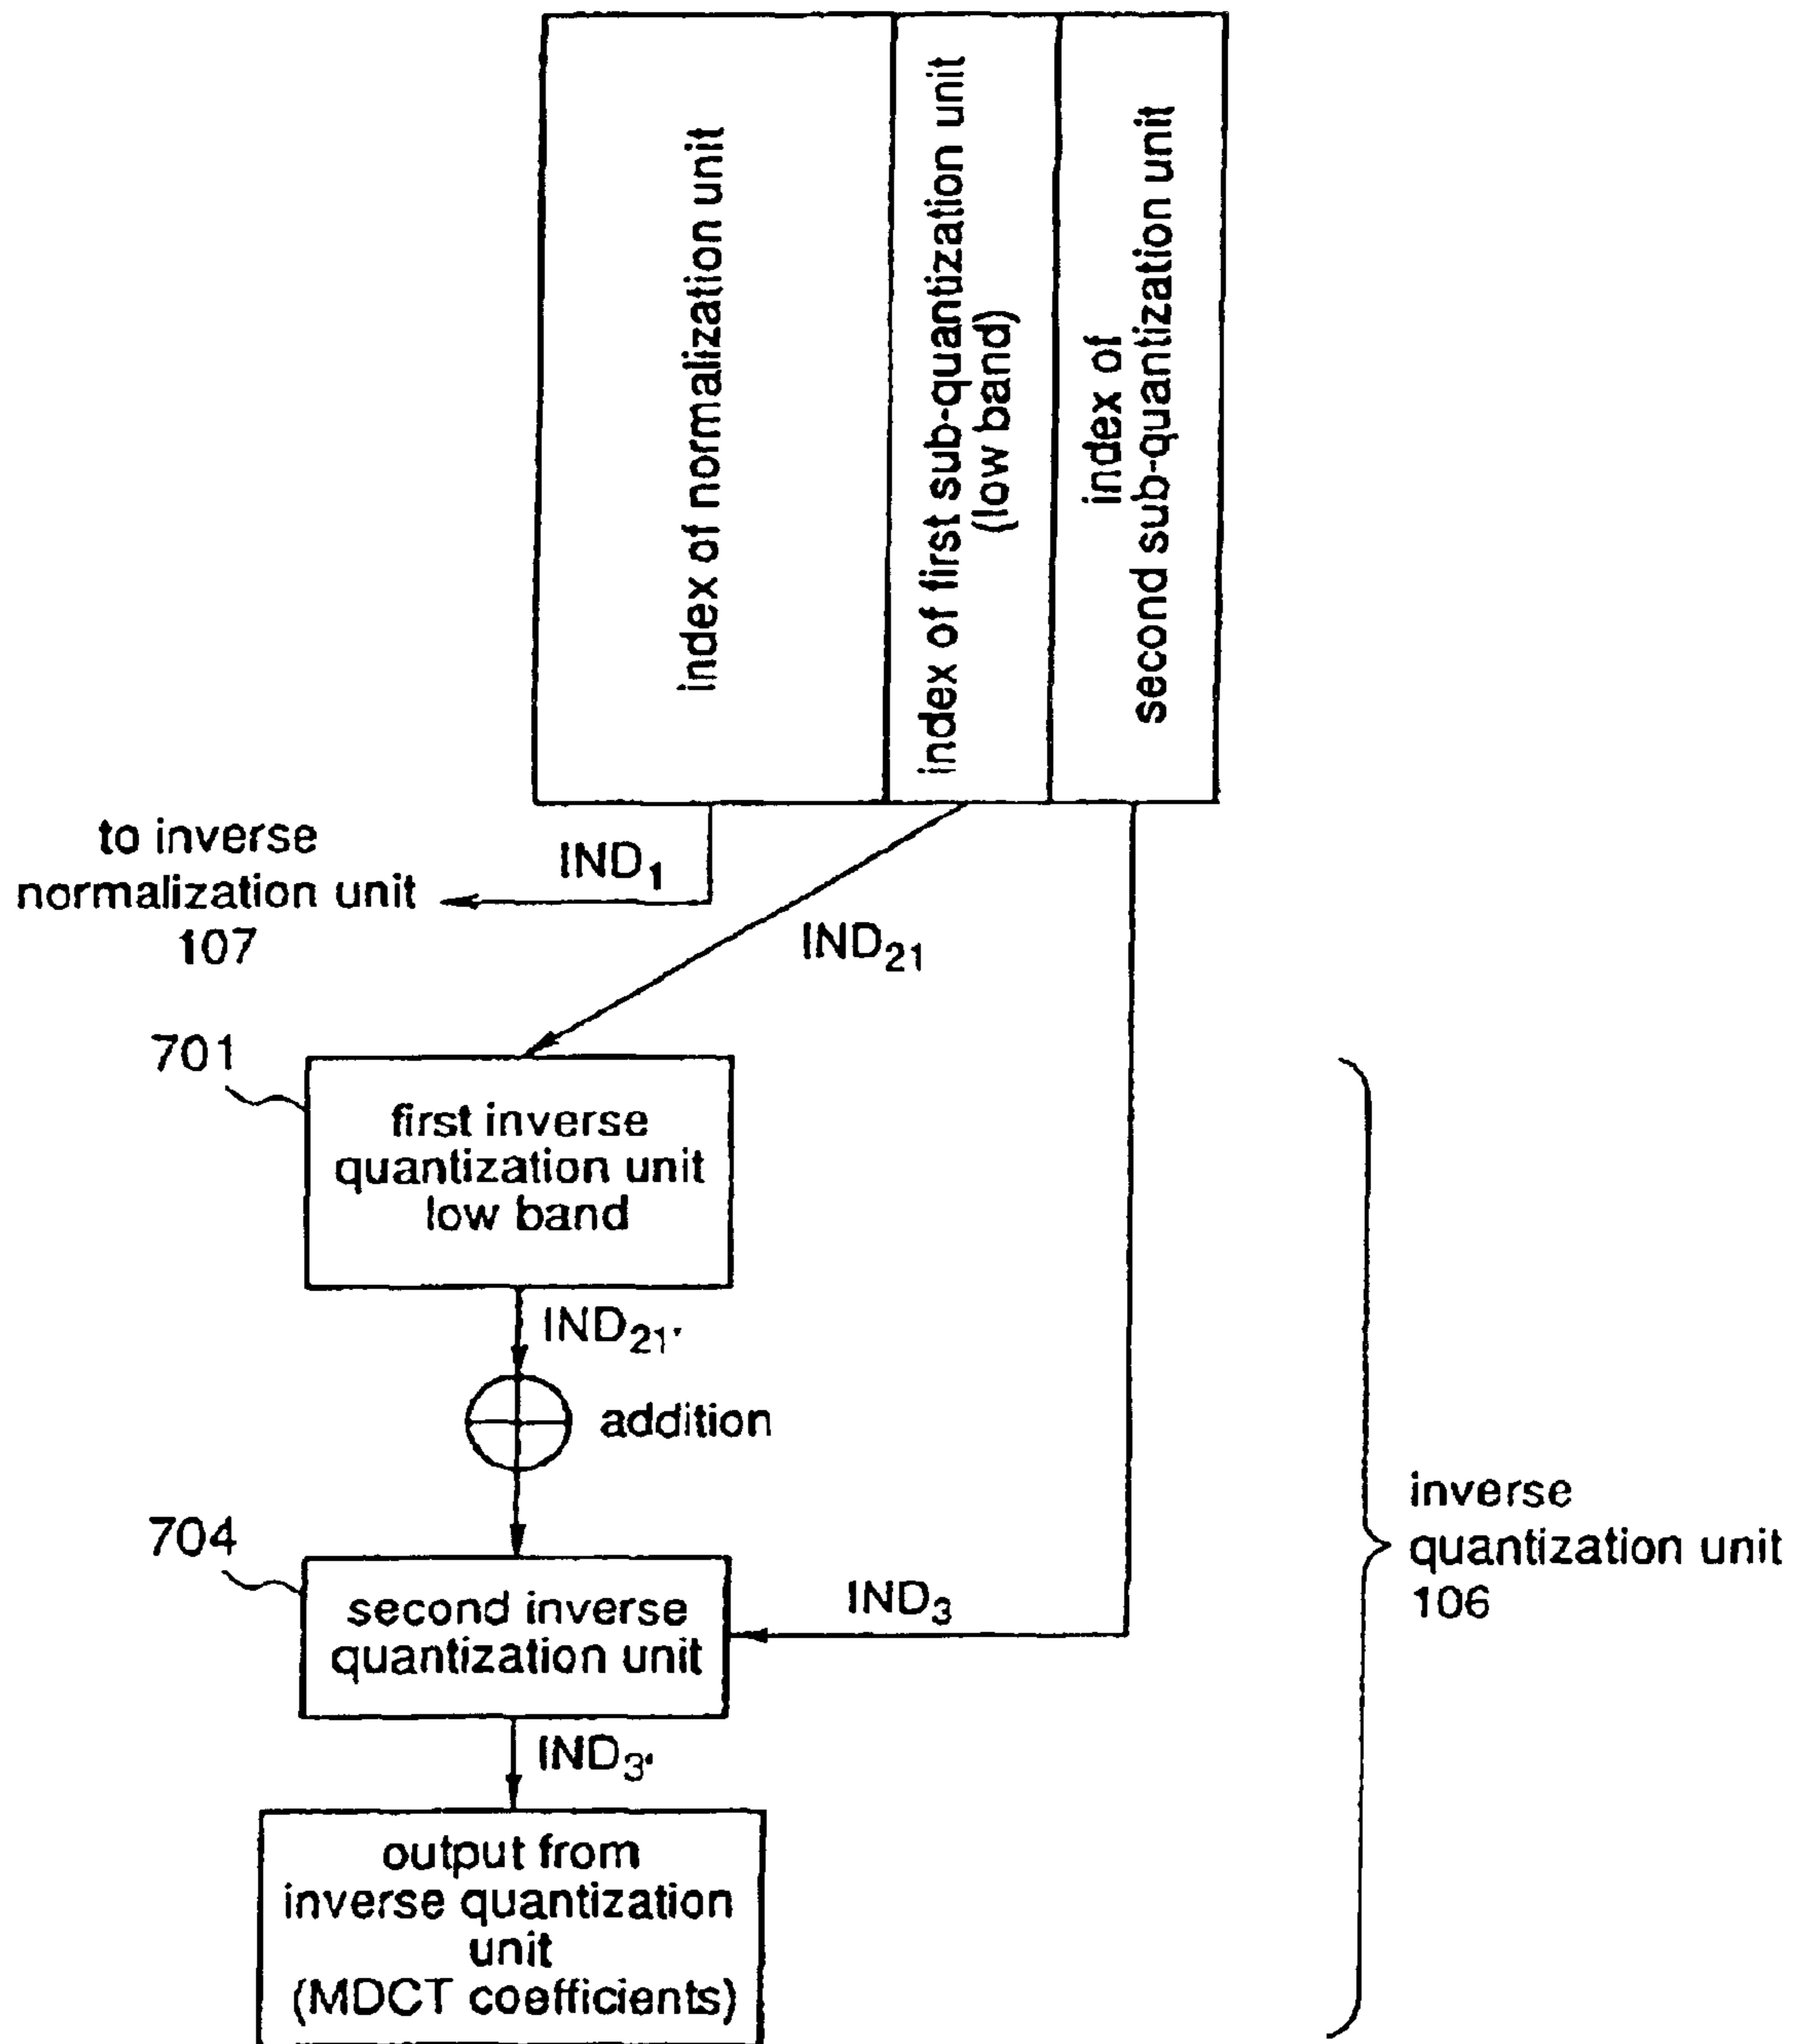 index of normalization unit
index of first sub-quantization unit
(low band)
index of
second sub-quantization unit
to inverse
normalization unit
107
IND1
IND21
701
first inverse
quantization unit
low band
IND21'
addition
704
second inverse
quantization unit
IND3
inverse
quantization unit
106
IND3'
output from
inverse quantization
unit
(MDCT coefficients)